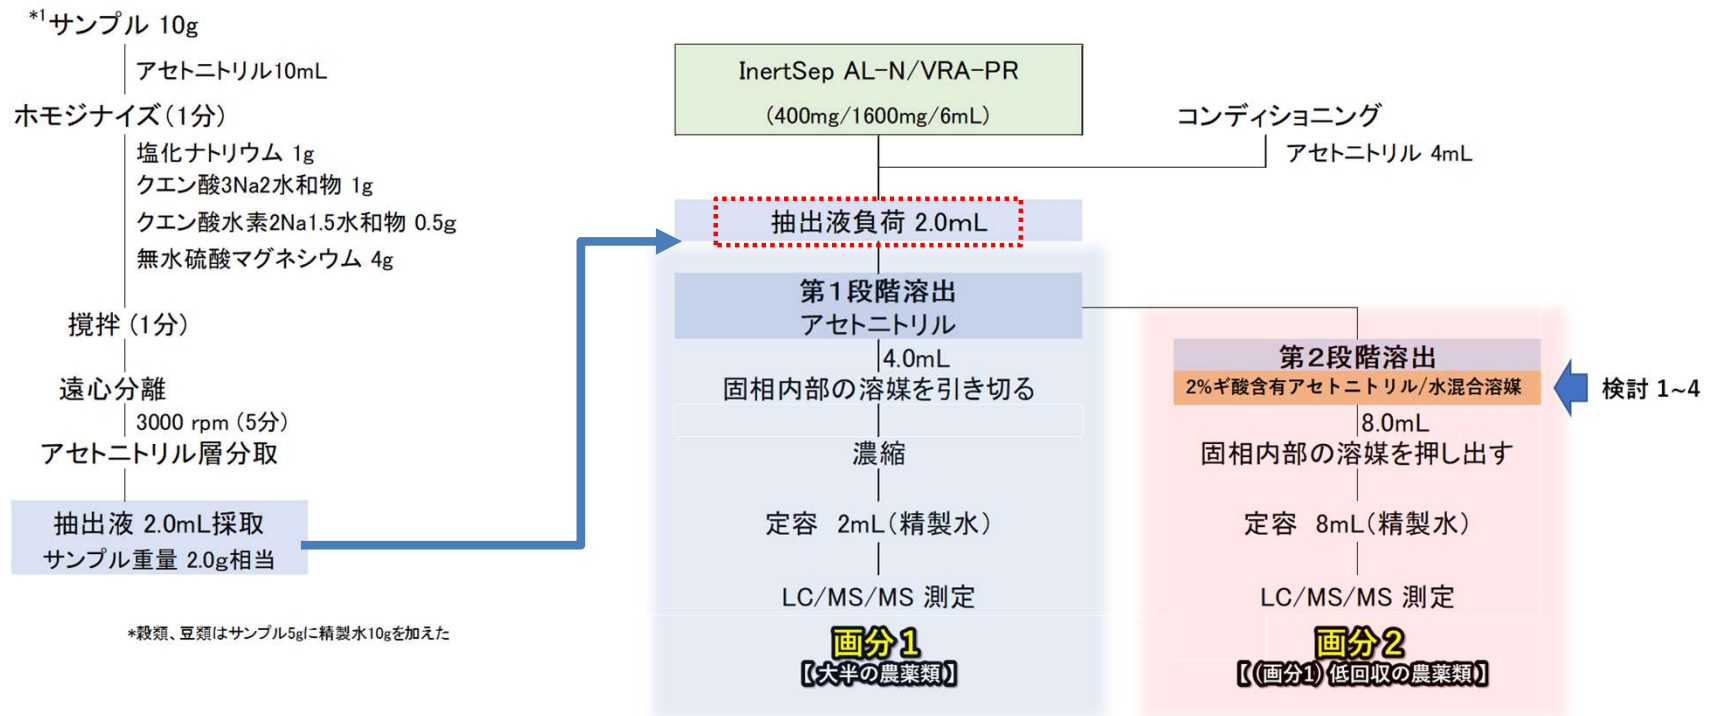 *1サンプル 10g
アセトニトリル10mL
ホモジナイズ(1分)
塩化ナトリウム 1g
クエン酸3Na2水和物 1g
クエン酸水素2Na1.5水和物 0.5g
無水硫酸マグネシウム 4g
撹拌 (1分)
遠心分離
3000 rpm (5分)
アセトニトリル層分取
抽出液 2.0mL採取
サンプル重量 2.0g相当
*穀類、豆類はサンプル5gに精製水10gを加えた
InertSep AL-N/VRA-PR
(400mg/1600mg/6mL)
コンディショニング
アセトニトリル 4mL
抽出液負荷 2.0mL
第1段階溶出
アセトニトリル
4.0mL
固相内部の溶媒を引き切る
濃縮
定容 2mL(精製水)
LC/MS/MS 測定
画分1
【大半の農薬類】
第2段階溶出
2%ギ酸含有アセトニトリル/水混合溶媒
検討 1~4
8.0mL
固相内部の溶媒を押し出す
定容 8mL(精製水)
LC/MS/MS 測定
画分2
【(画分1) 低回収の農薬類】